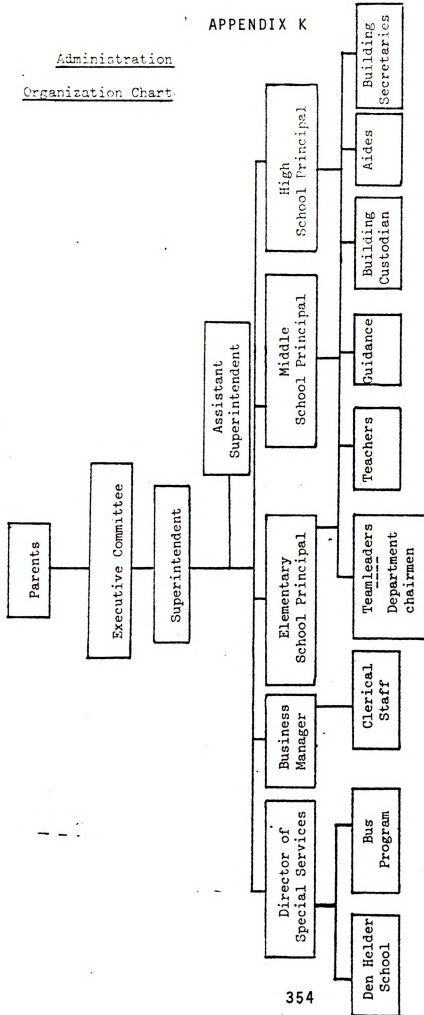 APPENDIX K
Administration
Organization Chart
Parents
Executive Committee
Superintendent
Assistant
Superintendent
Director of
Special Services
Business
Manager
Elementary
School Principal
Middle
School Principal
High
School Principal
Den Helder
School
Bus
Program
Clerical
Staff
Teamleaders
Department
chairmen
Teachers
Guidance
Building
Custodian
Aides
Building
Secretaries
354